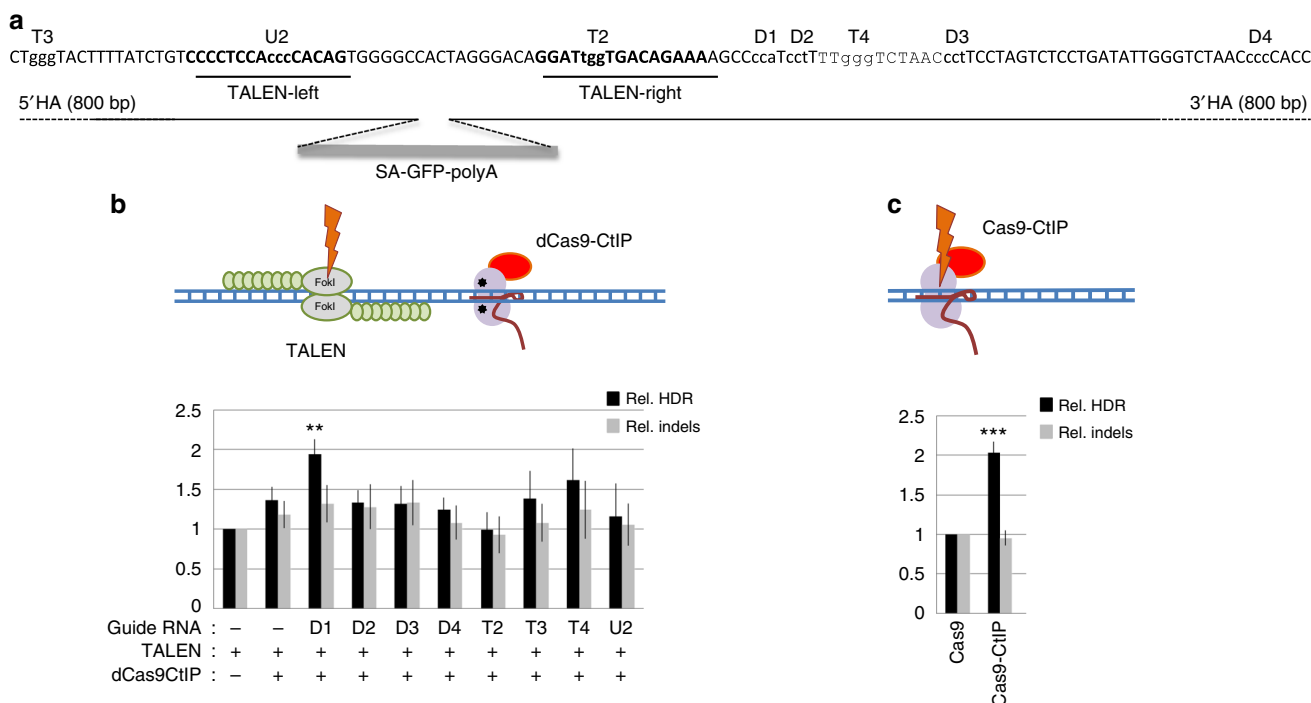 a
T3 U2 T2 D1 D2 T4 D3 D4
CTgggTACTTTTATCTGTCCCCTCCAcccCACAGTGGGGCCACTAGGGACAGGATtggTGACAGAAAAGCCCcaTcctTTTgggTCTAACcctTCCTAGTCTCCTGATATTGGGTCTAACccccCACC
TALEN-left TALEN-right
5′HA (800 bp) 3′HA (800 bp)
SA-GFP-polyA
b
dCas9-CtIP
FokI
FokI
TALEN
Rel. HDR
Rel. indels
2.5
2
1.5
1
0.5
0
**
Guide RNA : – – D1 D2 D3 D4 T2 T3 T4 U2
TALEN : + + + + + + + + + +
dCas9CtIP : – + + + + + + + + +
c
Cas9-CtIP
Rel. HDR
Rel. indels
2.5
2
1.5
1
0.5
0
***
Cas9
Cas9-CtIP